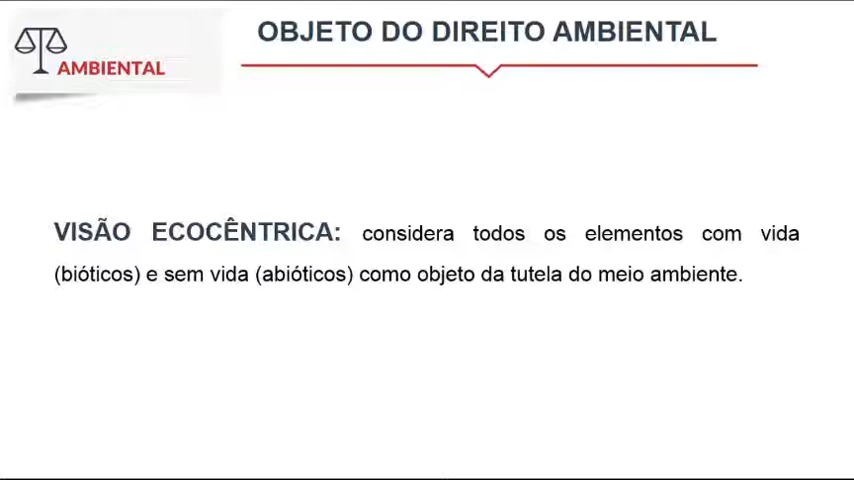 OBJETO DO DIREITO AMBIENTAL
AMBIENTAL
VISÃO ECOCÊNTRICA: considera todos os elementos com vida
(bióticos) e sem vida (abióticos) como objeto da tutela do meio ambiente.